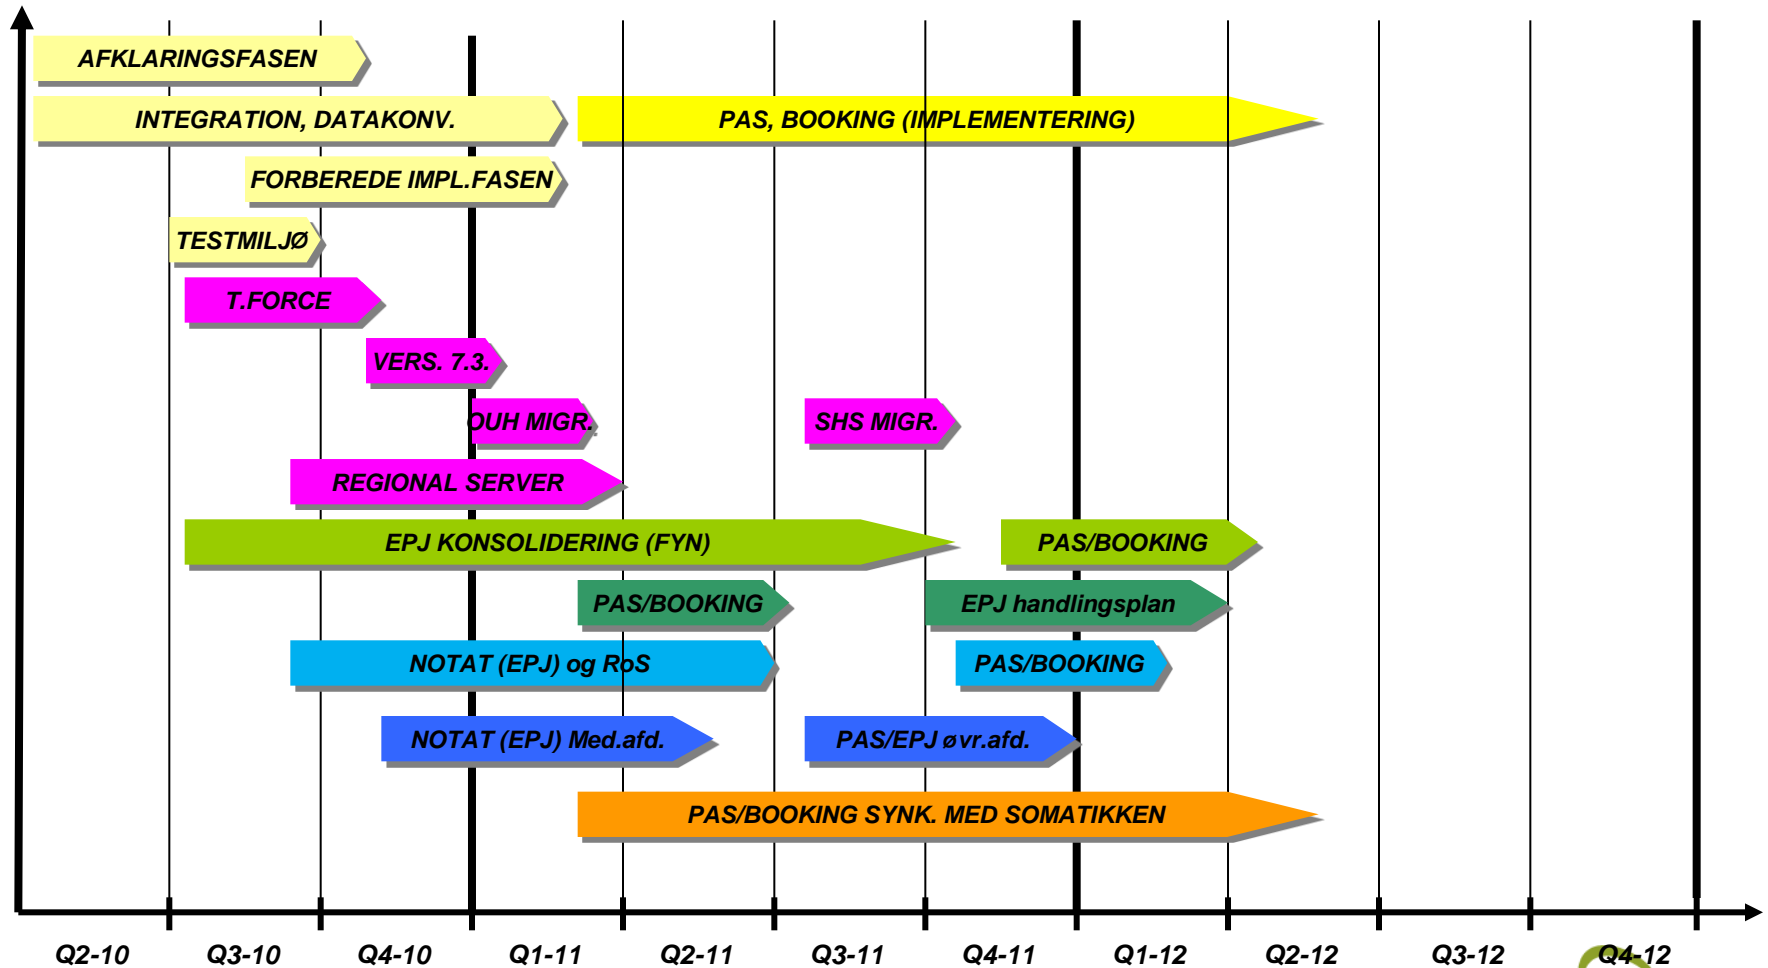 AFKLARINGSFASEN
INTEGRATION, DATAKONV.
PAS, BOOKING (IMPLEMENTERING)
FORBEREDE IMPL.FASEN
TESTMILJØ
T.FORCE
VERS. 7.3.
OUH MIGR.
SHS MIGR.
REGIONAL SERVER
EPJ KONSOLIDERING (FYN)
PAS/BOOKING
PAS/BOOKING
EPJ handlingsplan
NOTAT (EPJ) og RoS
PAS/BOOKING
NOTAT (EPJ) Med.afd.
PAS/EPJ øvr.afd.
PAS/BOOKING SYNK. MED SOMATIKKEN
Q2-10 Q3-10 Q4-10 Q1-11 Q2-11 Q3-11 Q4-11 Q1-12 Q2-12 Q3-12 Q4-12